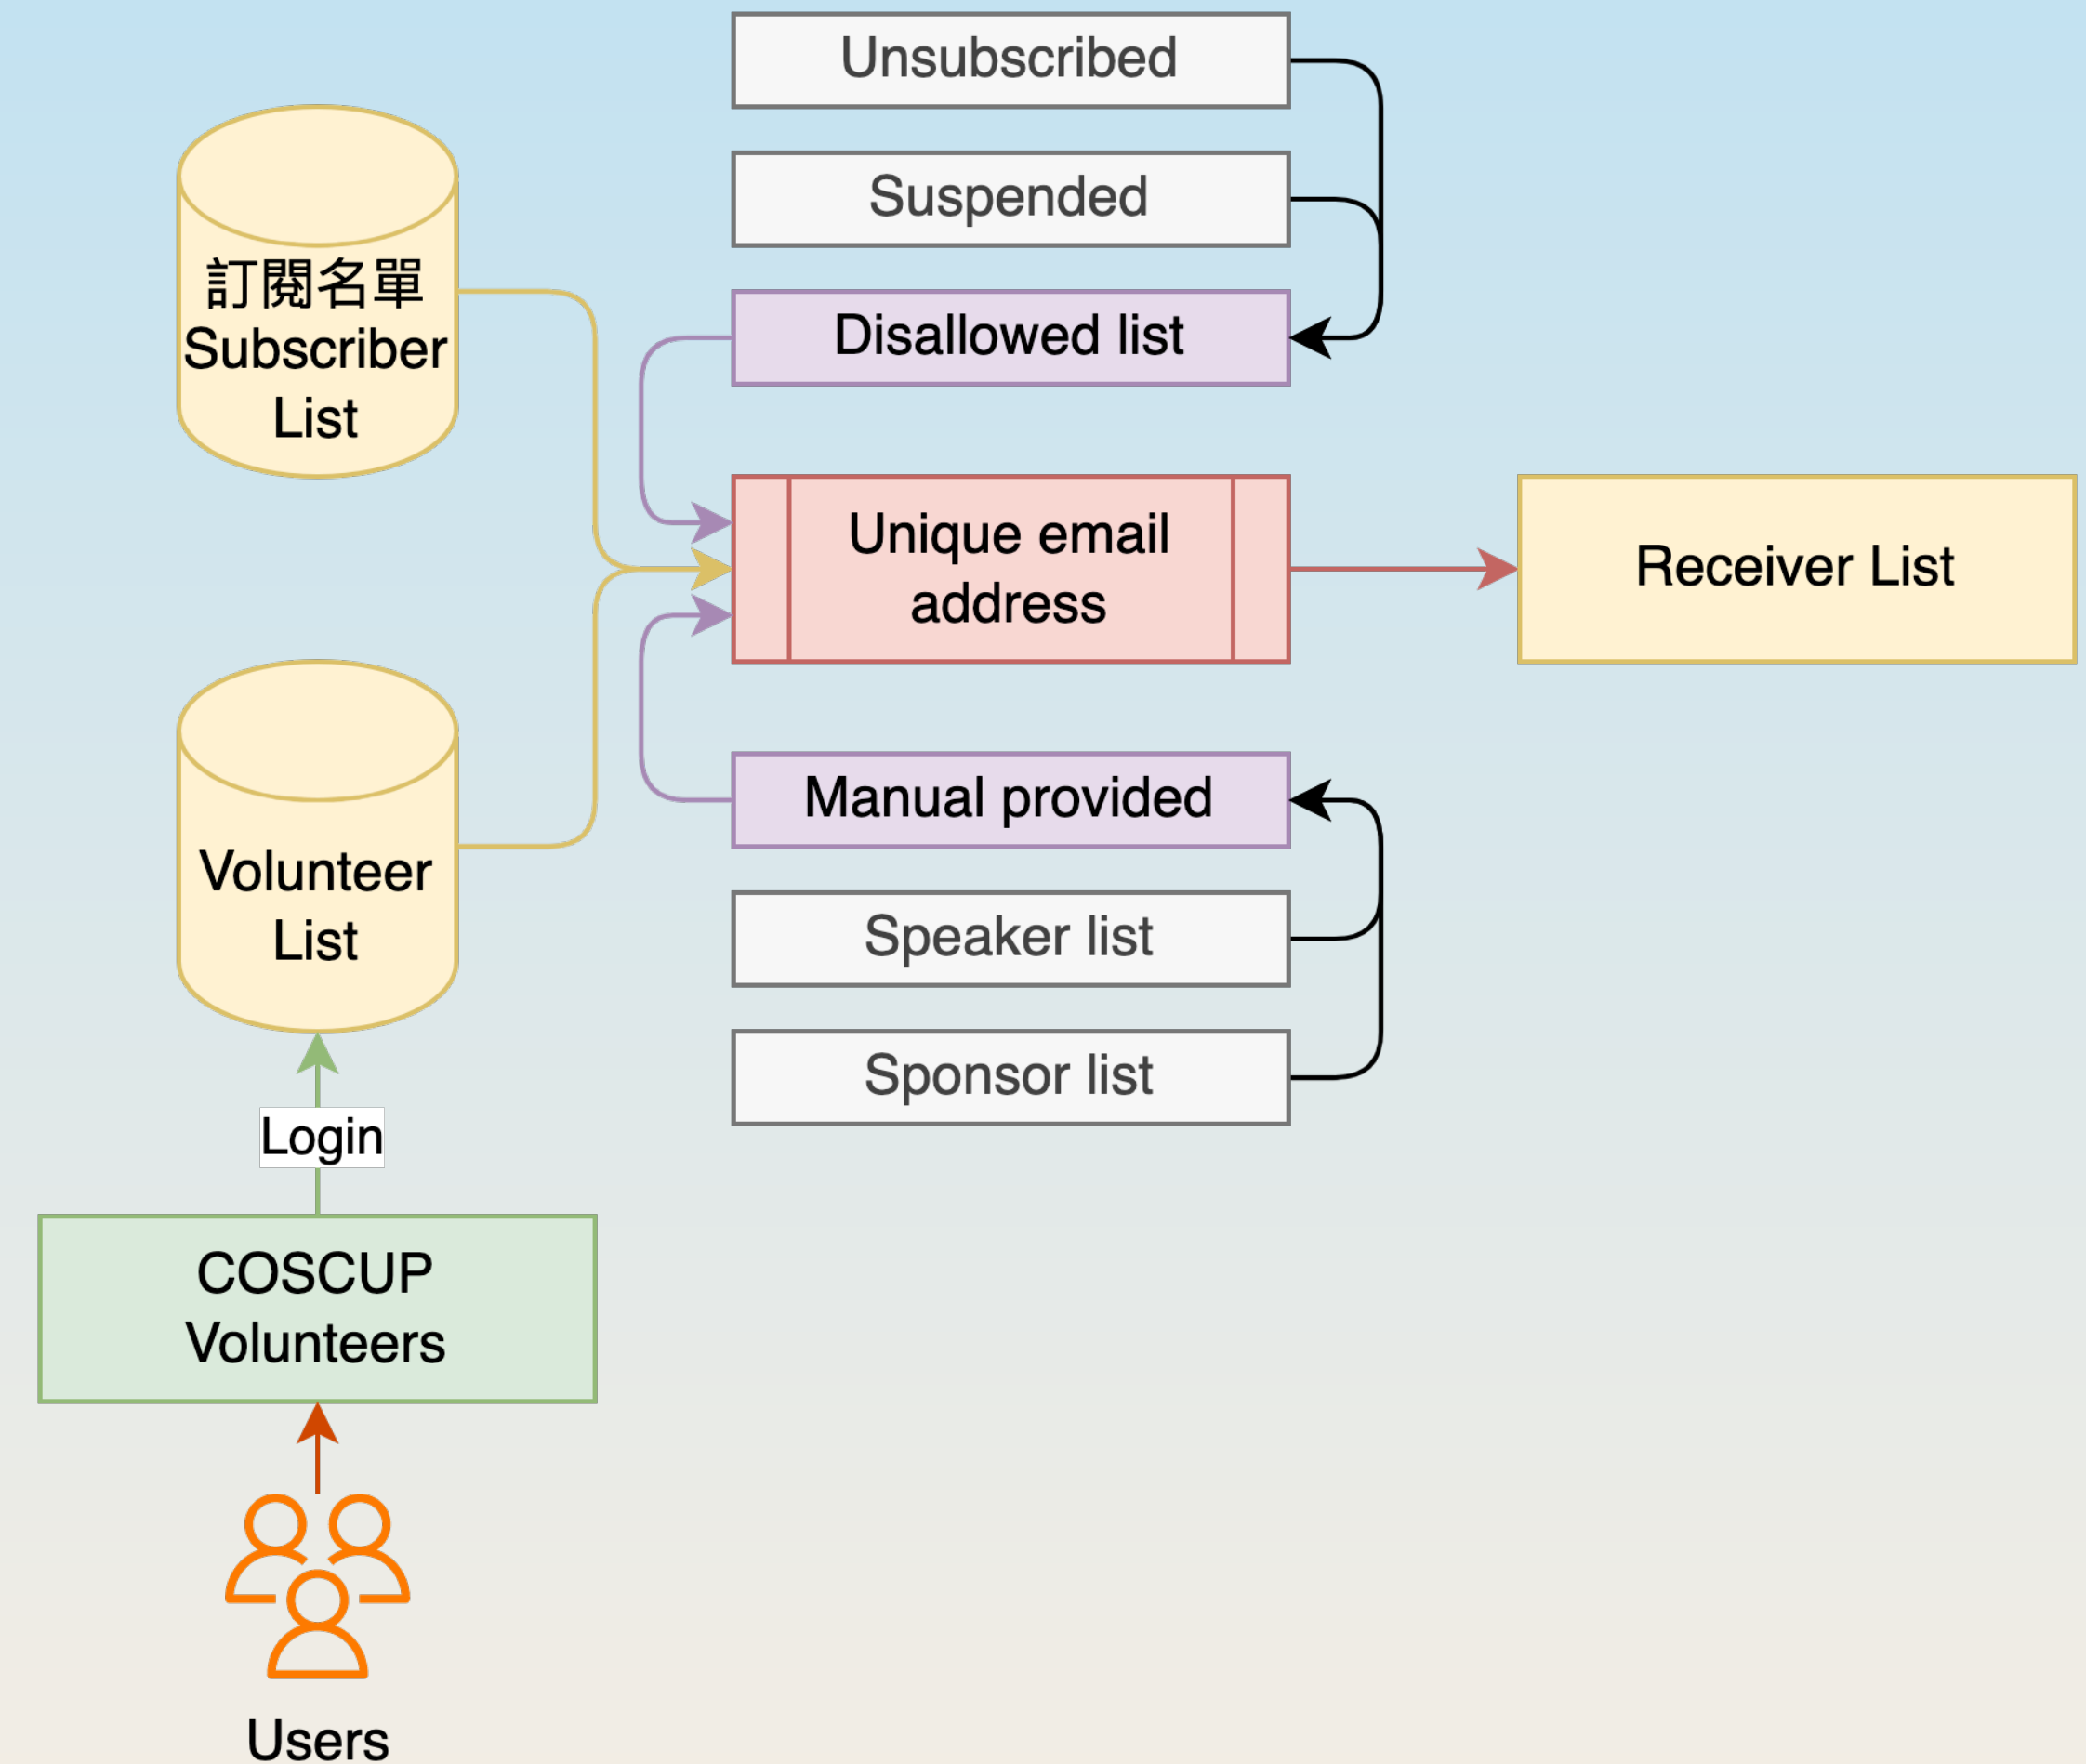 Unsubscribed
Suspended
訂閱名單
Subscriber
List
Disallowed list
Unique email
address
Receiver List
Manual provided
Volunteer
List
Speaker list
Sponsor list
Login
COSCUP
Volunteers
Users